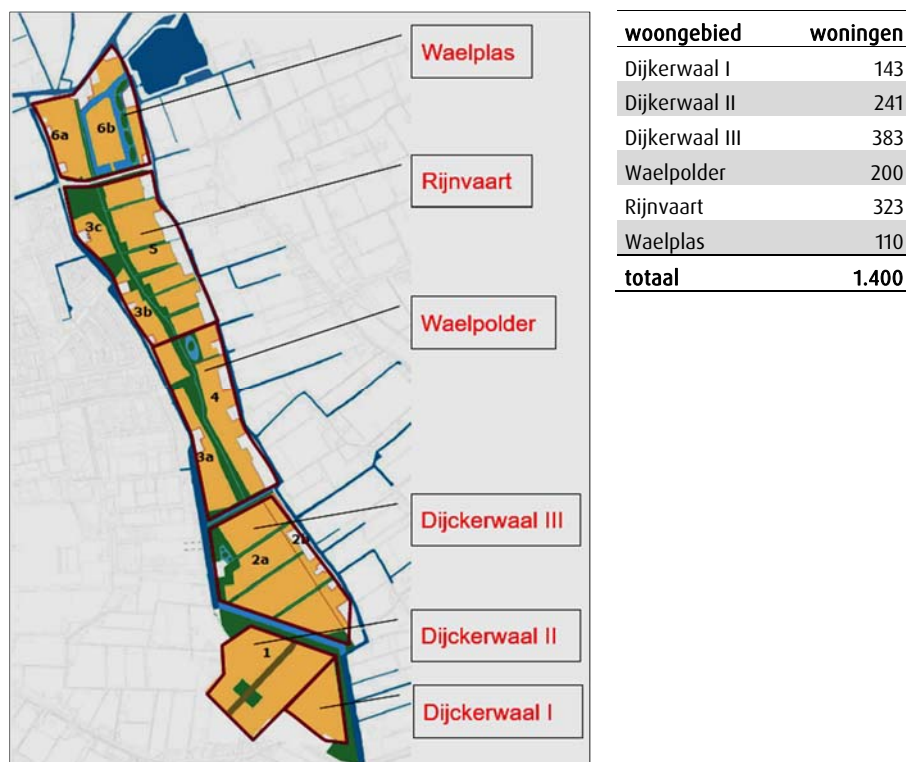 Waelplas
6a
6b
Rijnvaart
3c
5
3b
Waelpolder
4
3a
Dijckerwaal III
2b
2a
Dijckerwaal II
1
Dijckerwaal I
woongebied woningen
Dijkerwaal I 143
Dijkerwaal II 241
Dijkerwaal III 383
Waelpolder 200
Rijnvaart 323
Waelplas 110
totaal 1.400